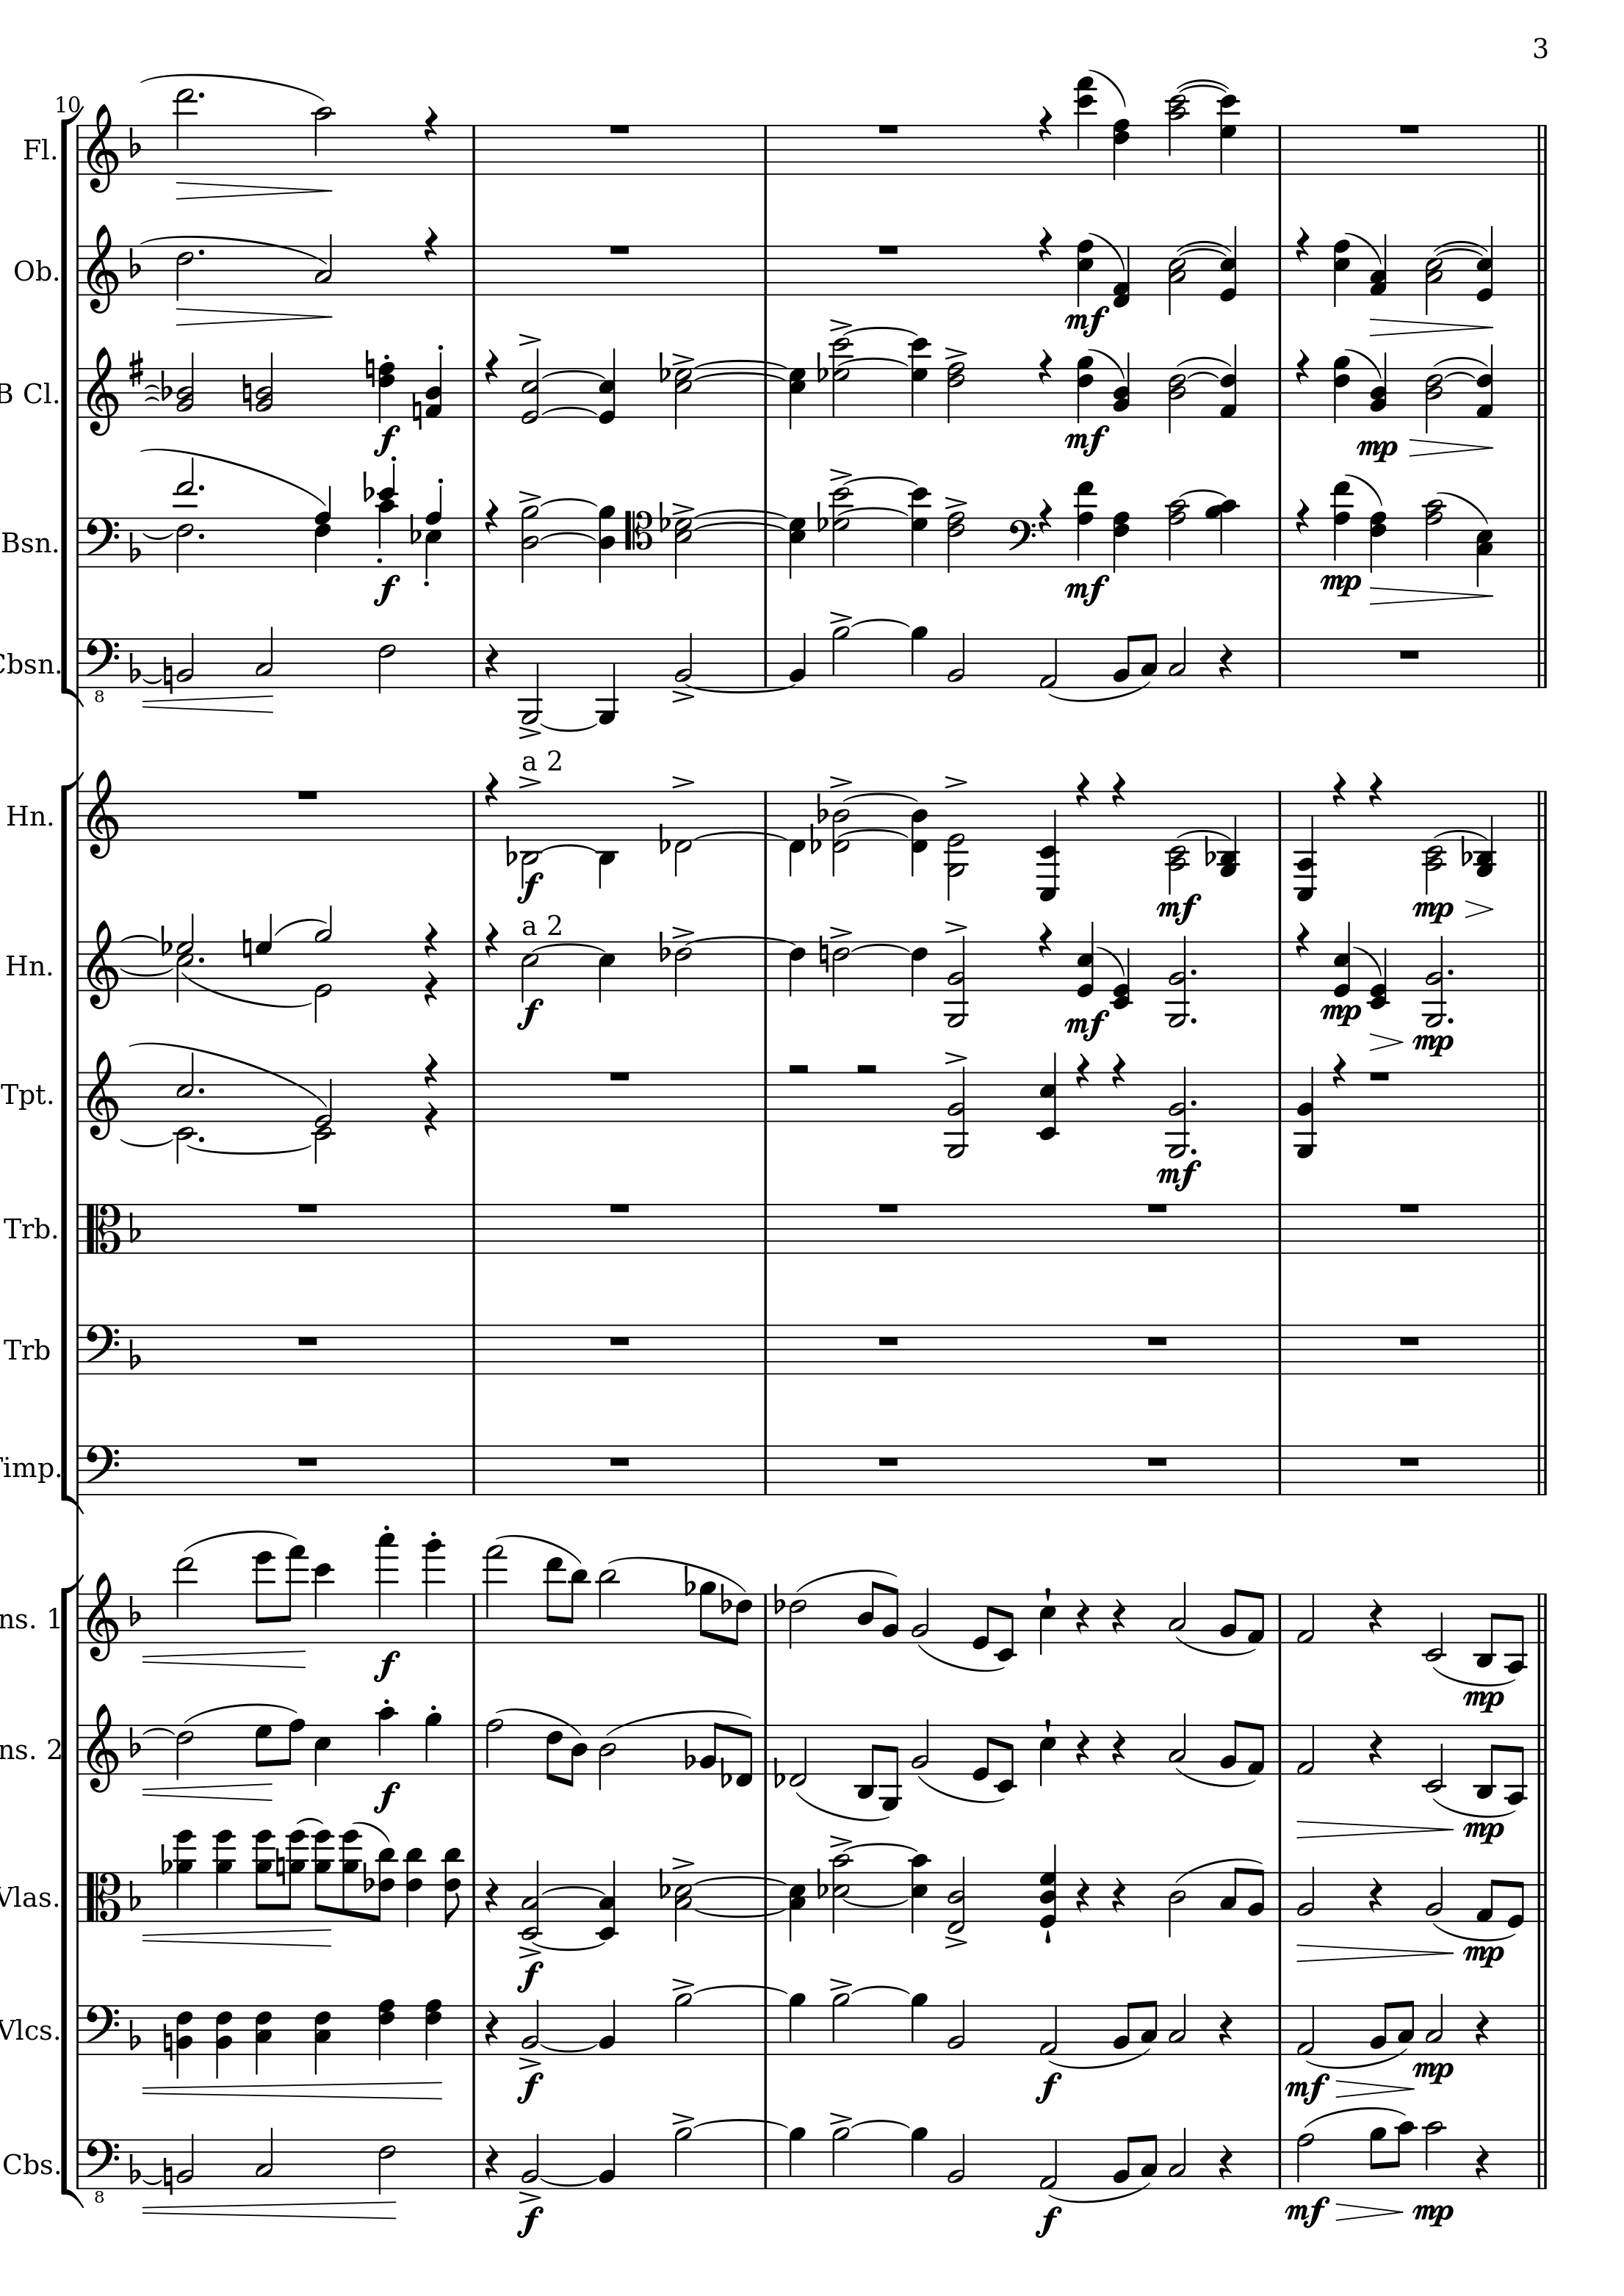 3
10
Fl.
Ob.
B Cl.
f
mf
mf
mp
Bsn.
f
mf
mp
Cbsn.
8
a 2
Hn.
f
mf
mp
a 2
Hn.
f
mf
mp
mp
Tpt.
mf
Trb.
Trb
Timp.
ns. 1
f
mp
ns. 2
f
mp
Vlas.
f
mp
Vlcs.
f
f
mf
mp
Cbs.
8
f
f
mf
mp